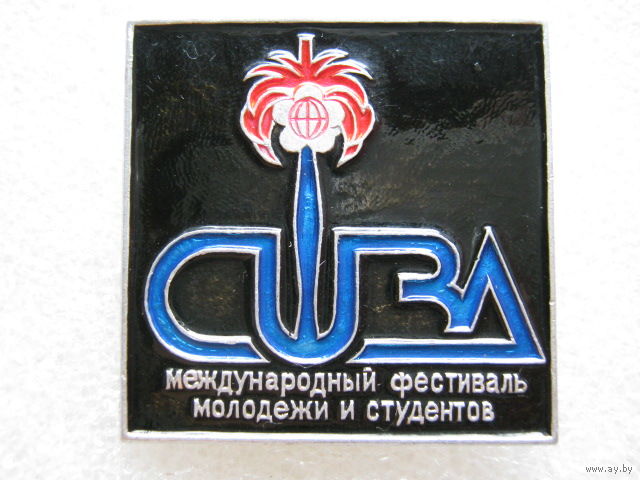 CUBA
международный фестиваль
молодежи и студентов
www.ay.by